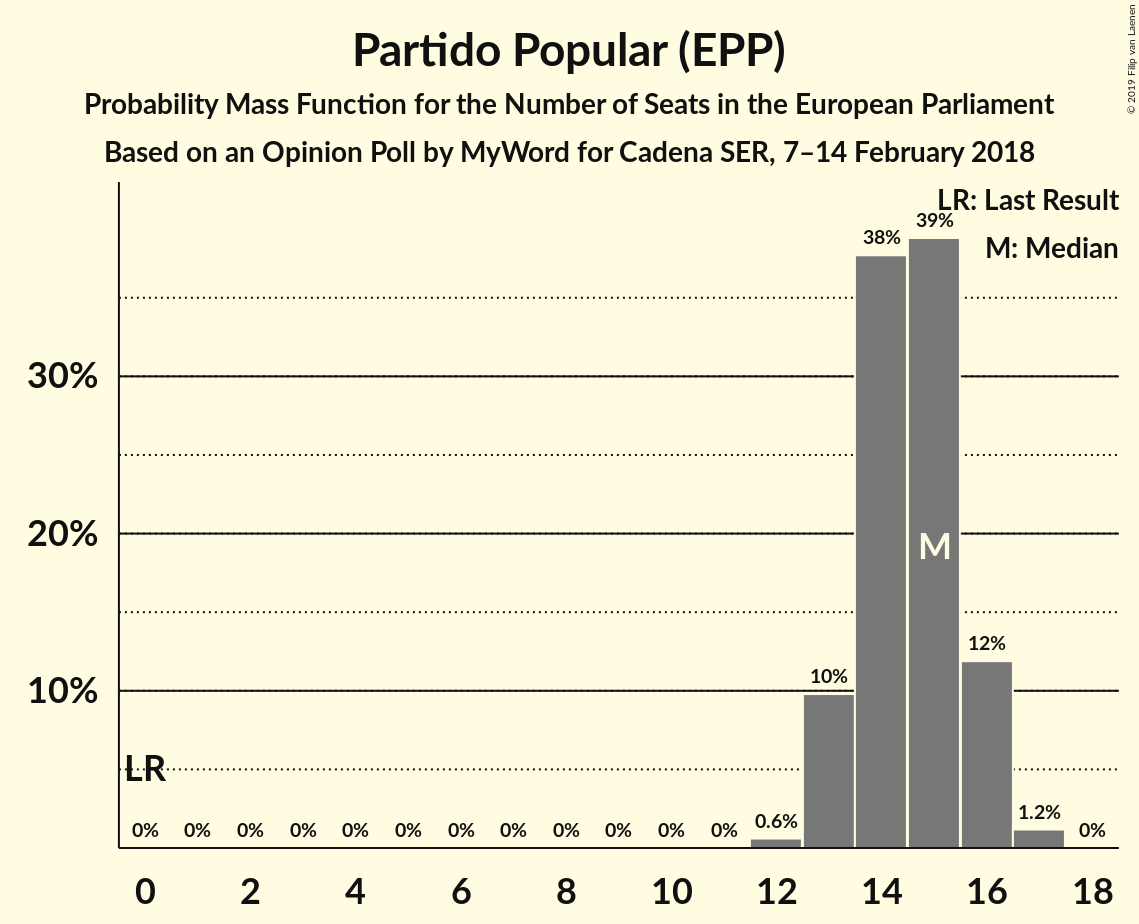 Partido Popular (EPP)
Probability Mass Function for the Number of Seats in the European Parliament
Based on an Opinion Poll by MyWord for Cadena SER, 7–14 February 2018
© 2019 Filip van Laenen
LR: Last Result
M: Median
39%
38%
30%
20%
M
12%
10%
10%
LR
1.2%
0.6%
0% 0% 0% 0% 0% 0% 0% 0% 0% 0% 0% 0% 0%
0 2 4 6 8 10 12 14 16 18